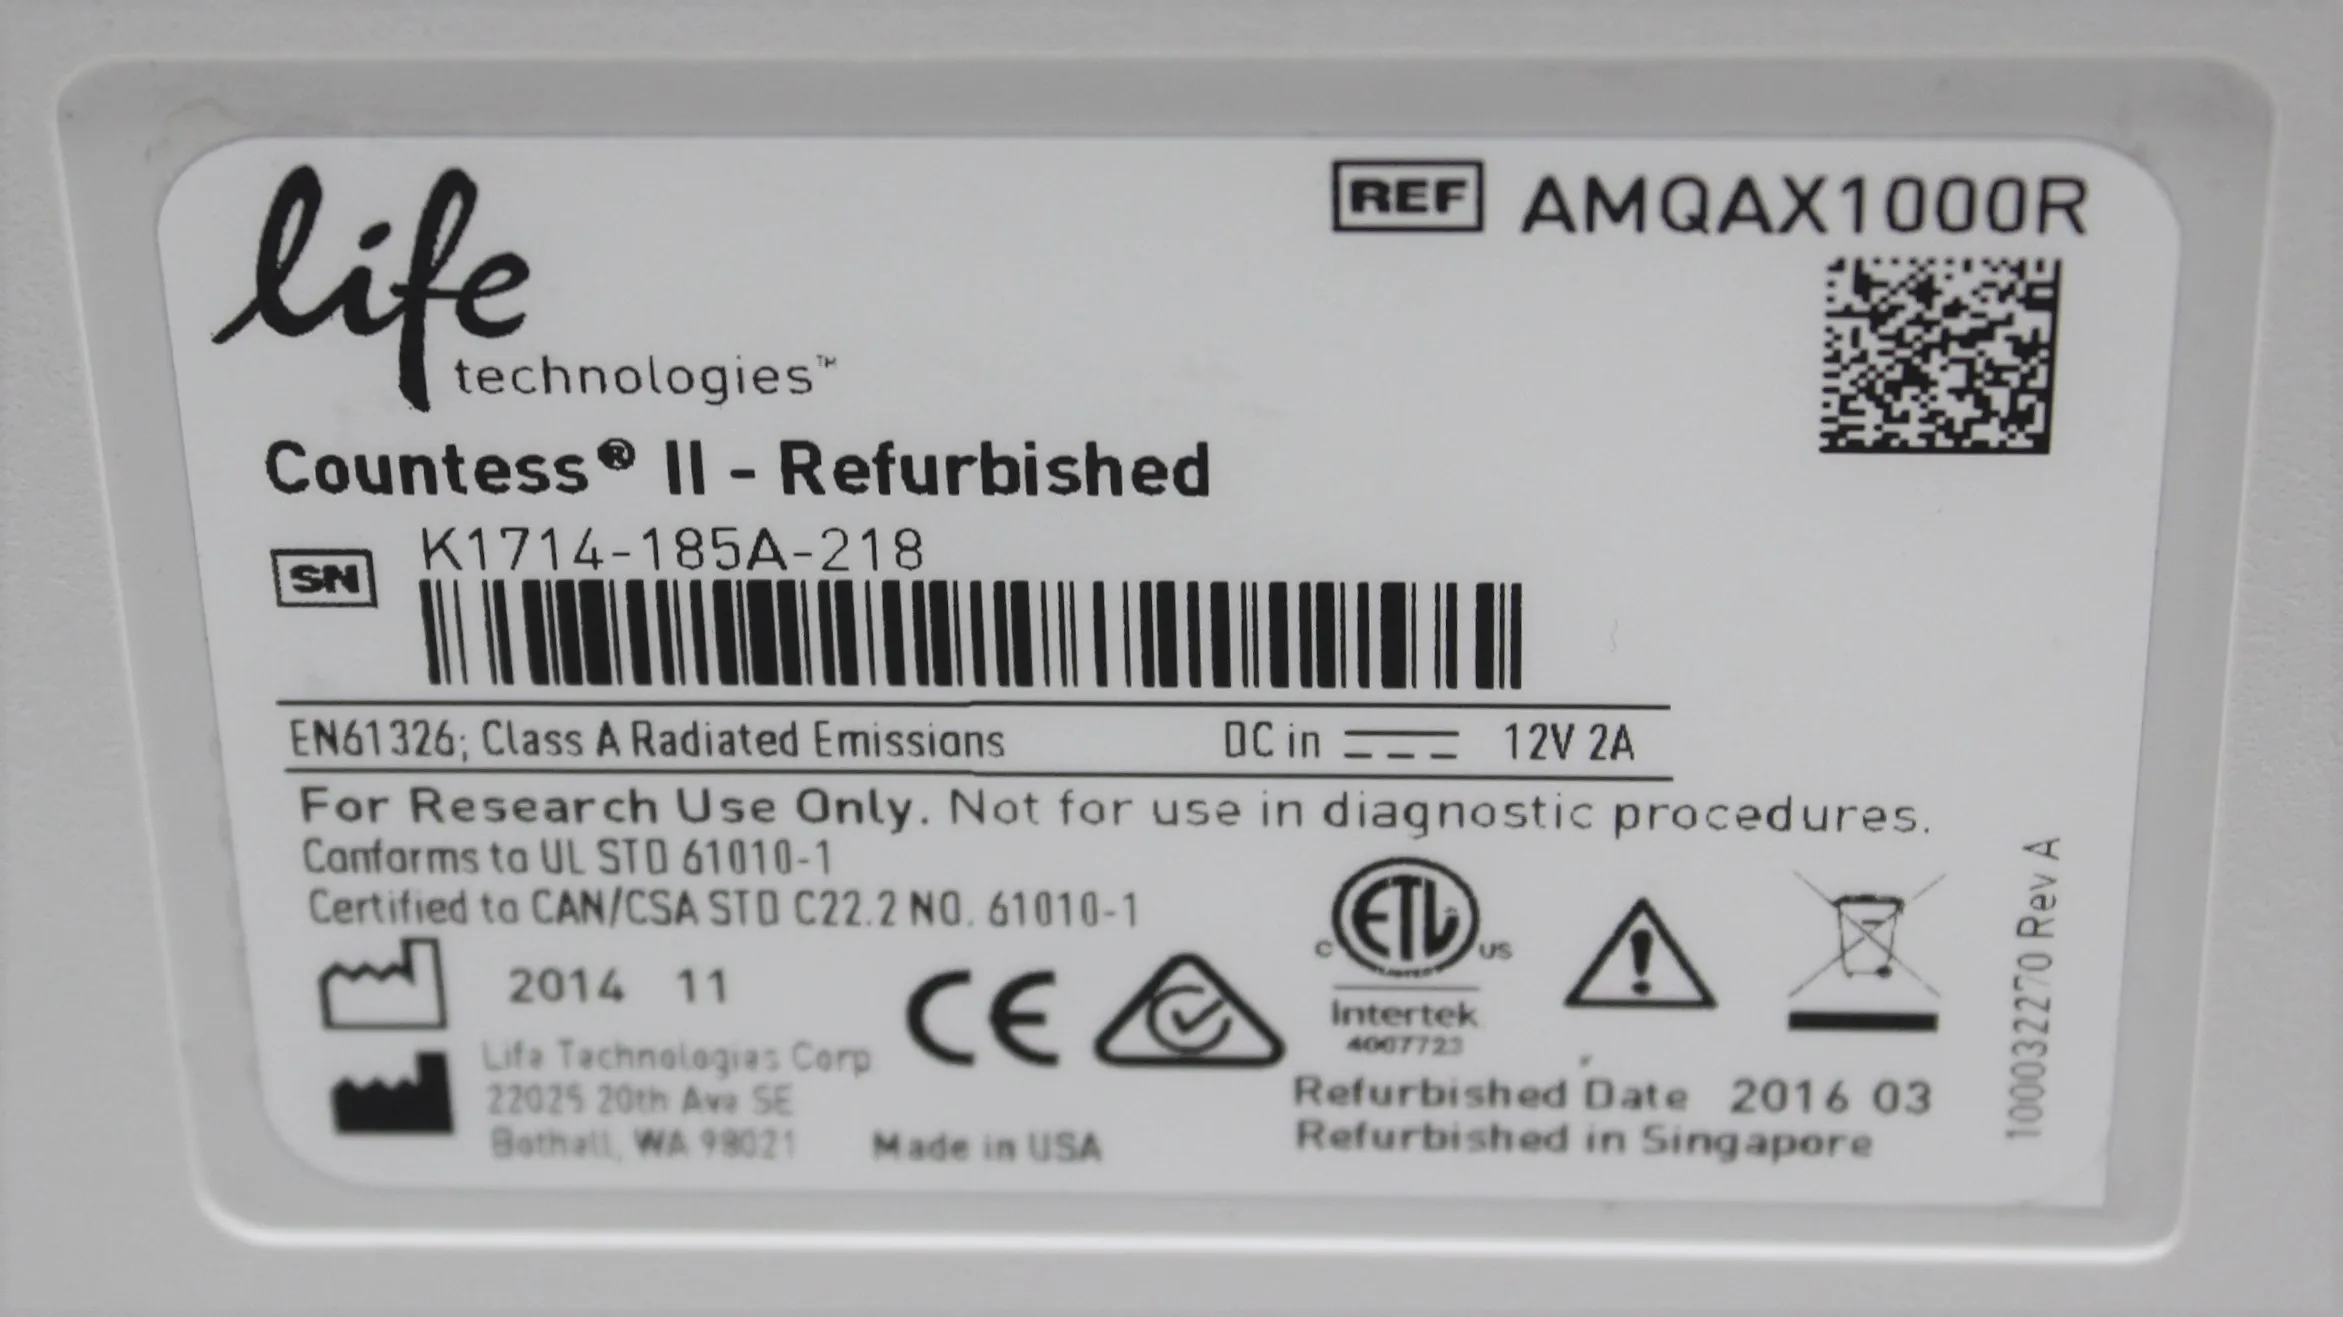 life
technologies™
REF AMQAX1000R
Countess® II - Refurbished
SN K1714-185A-218
EN61326; Class A Radiated Emissions DC in 12V 2A
For Research Use Only. Not for use in diagnostic procedures.
Conforms to UL STD 61010-1
Certified to CAN/CSA STD C22.2 NO. 61010-1
2014 11
Life Technologies Corp
22025 20th Ave SE
Bothell, WA 98021
Made in USA
CE
c ETL us
LISTED
Intertek
4007723
Refurbished Date 2016 03
Refurbished in Singapore
100032270 Rev A